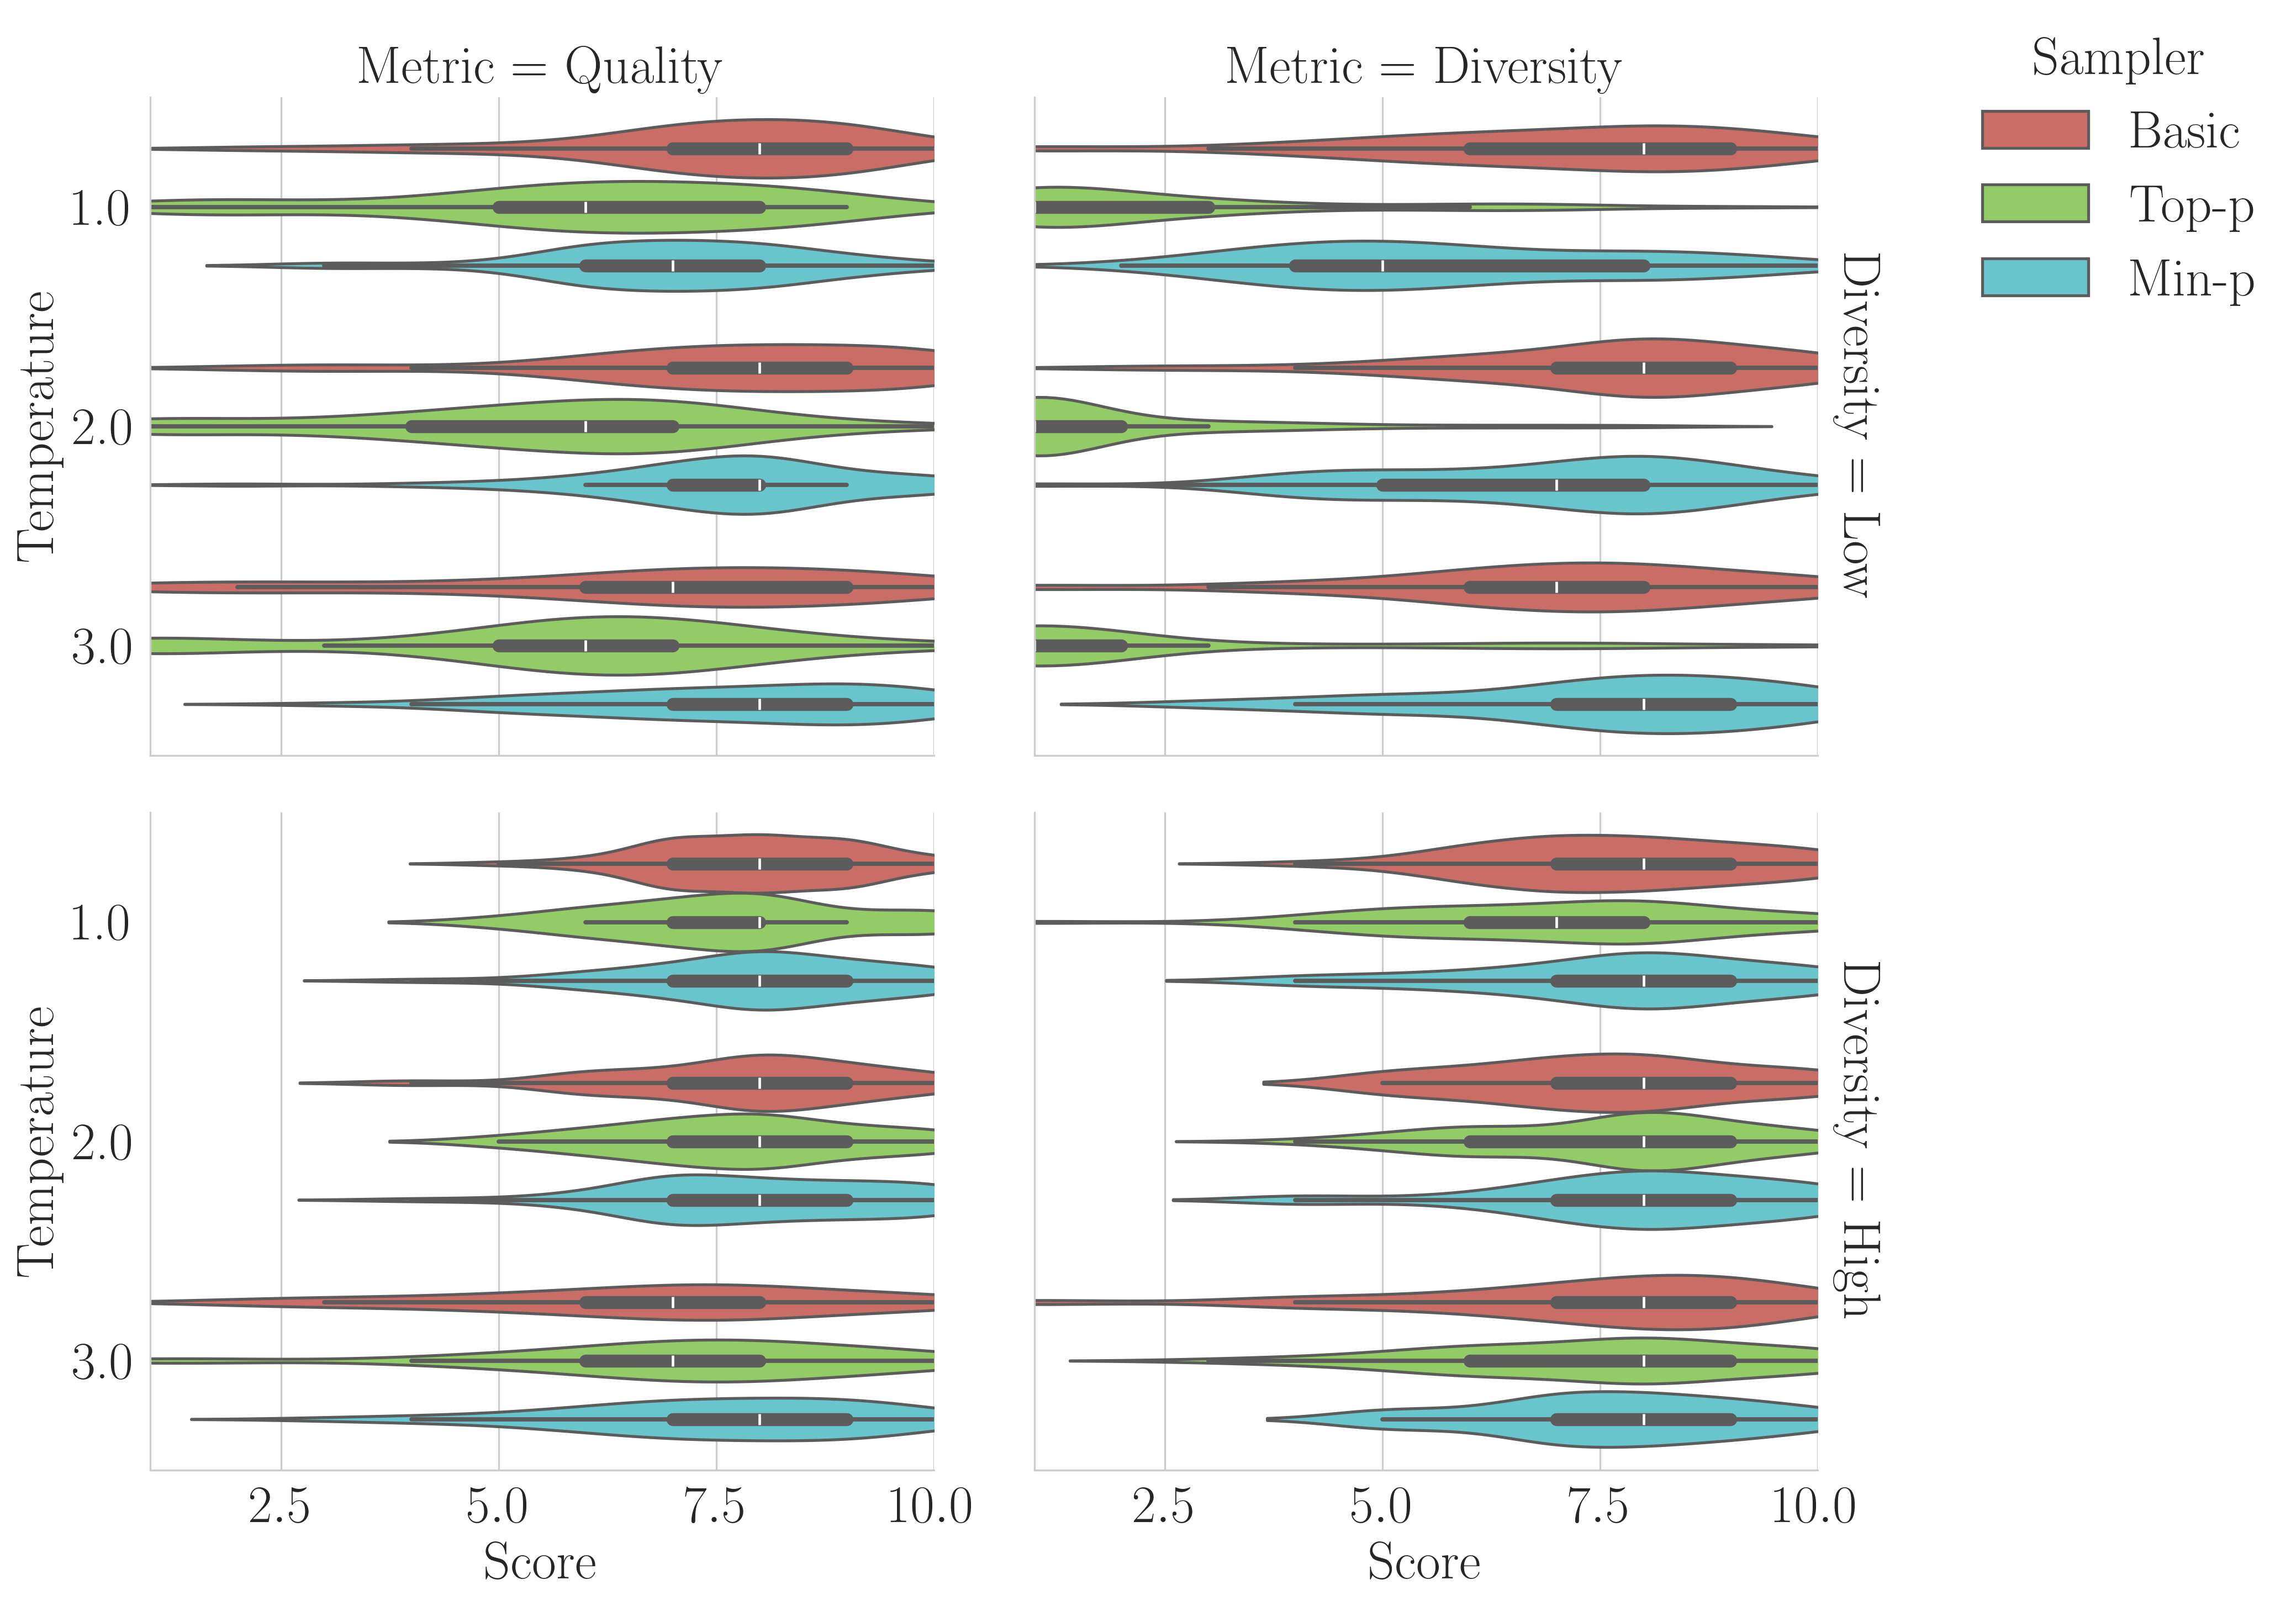 Metric = Quality
Metric = Diversity
Sampler
Basic
Top-p
Min-p
Temperature
1.0
2.0
3.0
Diversity = Low
Temperature
1.0
2.0
3.0
Diversity = High
2.5 5.0 7.5 10.0
Score
2.5 5.0 7.5 10.0
Score